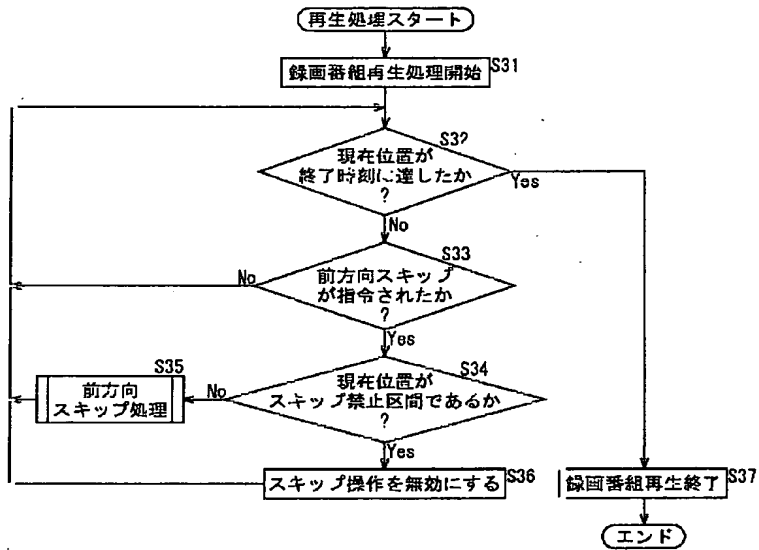 再生処理スタート
録画番組再生処理開始
S31
S32
現在位置が
終了時刻に達したか
?
Yes
No
S33
前方向スキップ
が指令されたか
?
No
Yes
S34
現在位置が
スキップ禁止区間であるか
?
No
Yes
S35
前方向
スキップ処理
スキップ操作を無効にする
S36
録画番組再生終了
S37
エンド